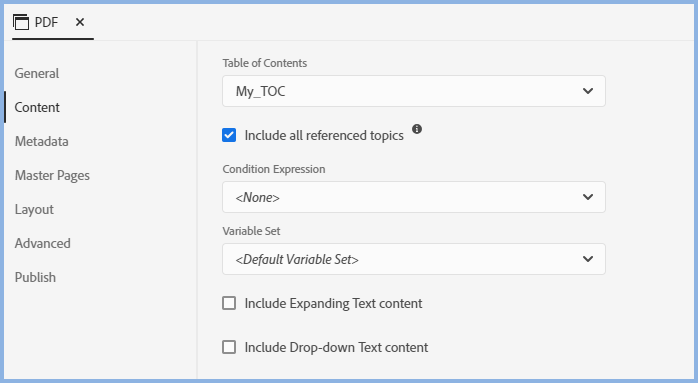 PDF
General
Content
Metadata
Master Pages
Layout
Advanced
Publish
Table of Contents
My_TOC
Include all referenced topics
Condition Expression
<None>
Variable Set
<Default Variable Set>
Include Expanding Text content
Include Drop-down Text content